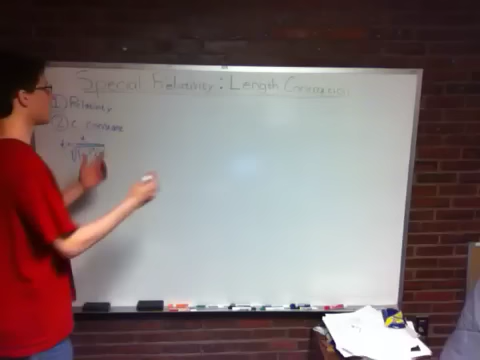 Special Relativity: Length Contraction
1) Relativity
2) c constant